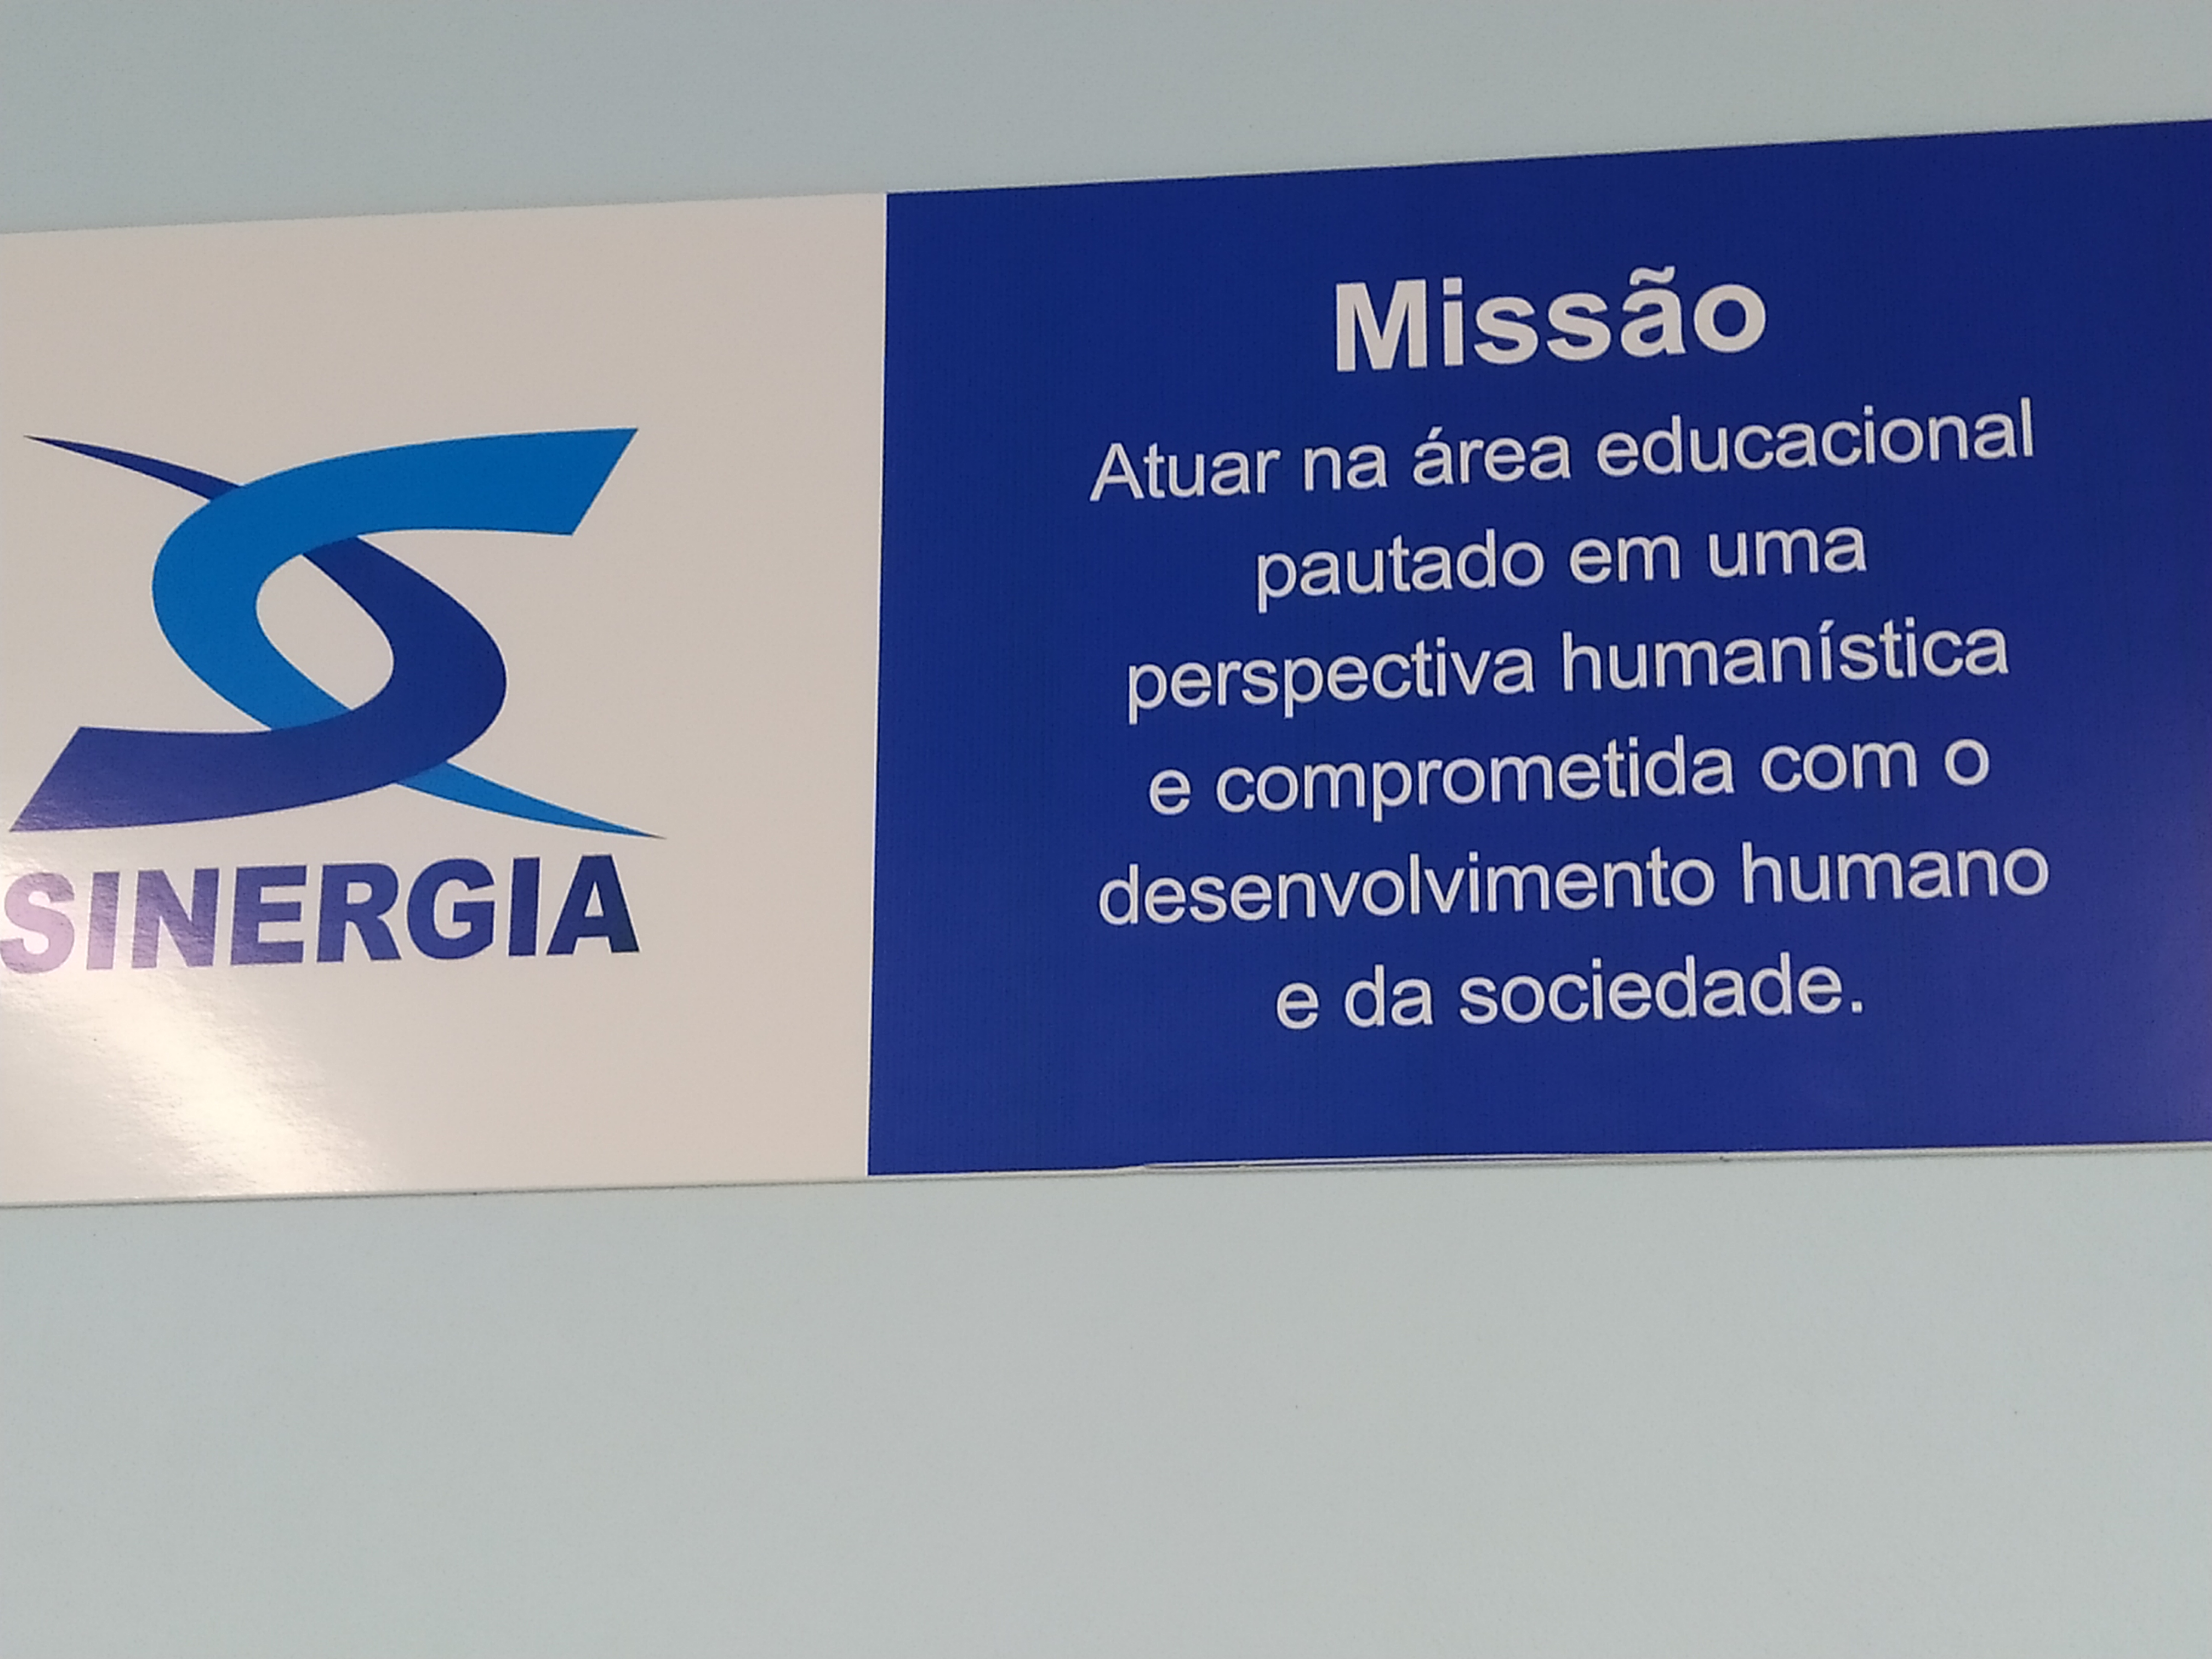 SINERGIA
Missão
Atuar na área educacional
pautado em uma
perspectiva humanística
e comprometida com o
desenvolvimento humano
e da sociedade.